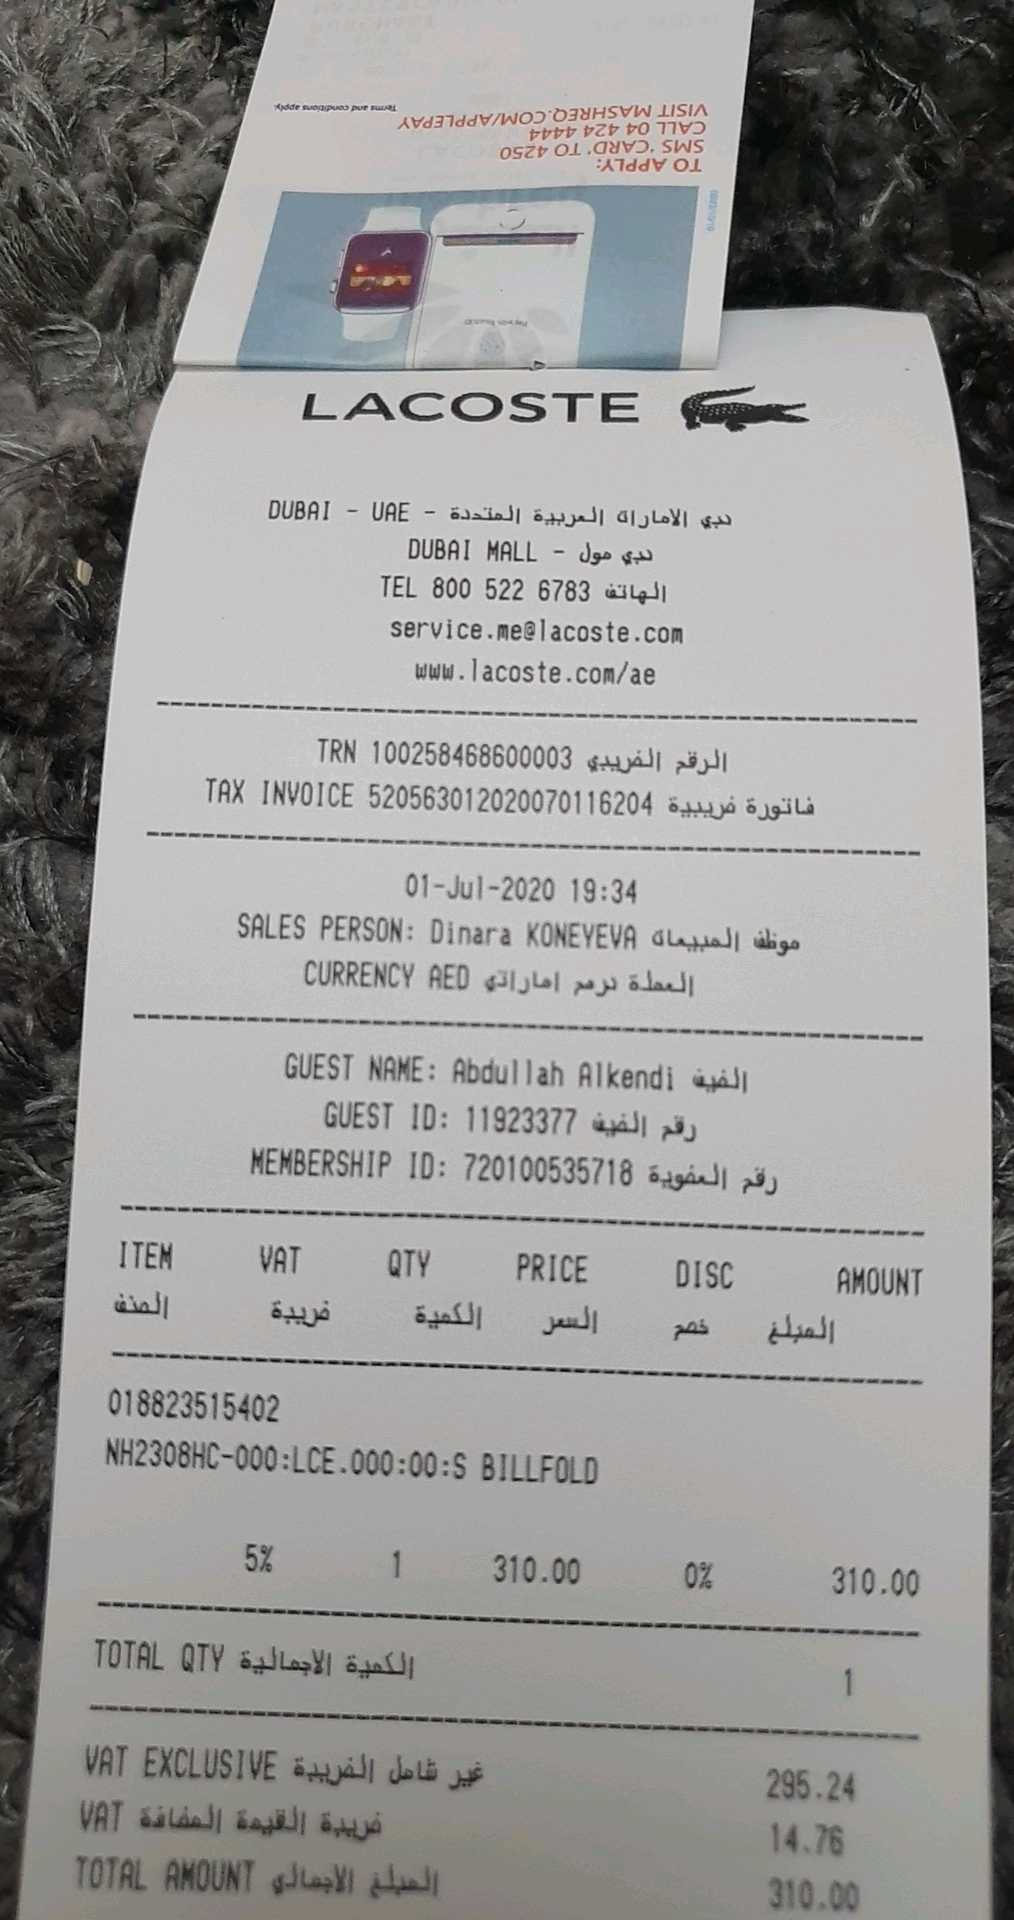 Terms and conditions apply.
VISIT MASHREQ.COM/APPLEPAY
CALL 04 424 4444
SMS 'CARD' TO 4250
TO APPLY:
Pay with Touch ID
LACOSTE
DUBAI - UAE - دبي الامارات العربية المتحدة
DUBAI MALL - دبي مول
TEL 800 522 6783 الهاتف
service.me@lacoste.com
www.lacoste.com/ae
TRN 100258468600003 الرقم الضريبي
TAX INVOICE 520563012020070116204 فاتورة ضريبية
01-Jul-2020 19:34
SALES PERSON: Dinara KONEYEVA موظف المبيعات
CURRENCY AED العملة درهم اماراتي
GUEST NAME: Abdullah Alkendi الضيف
GUEST ID: 11923377 رقم الضيف
MEMBERSHIP ID: 720100535718 رقم العضوية
ITEM VAT QTY PRICE DISC AMOUNT
الصنف ضريبة الكمية السعر خصم المبلغ
018823515402
NH2308HC-000:LCE.000:00:S BILLFOLD
5% 1 310.00 0% 310.00
TOTAL QTY الكمية الاجمالية 1
VAT EXCLUSIVE غير شامل الضريبة 295.24
VAT ضريبة القيمة المضافة 14.76
TOTAL AMOUNT المبلغ الاجمالي 310.00